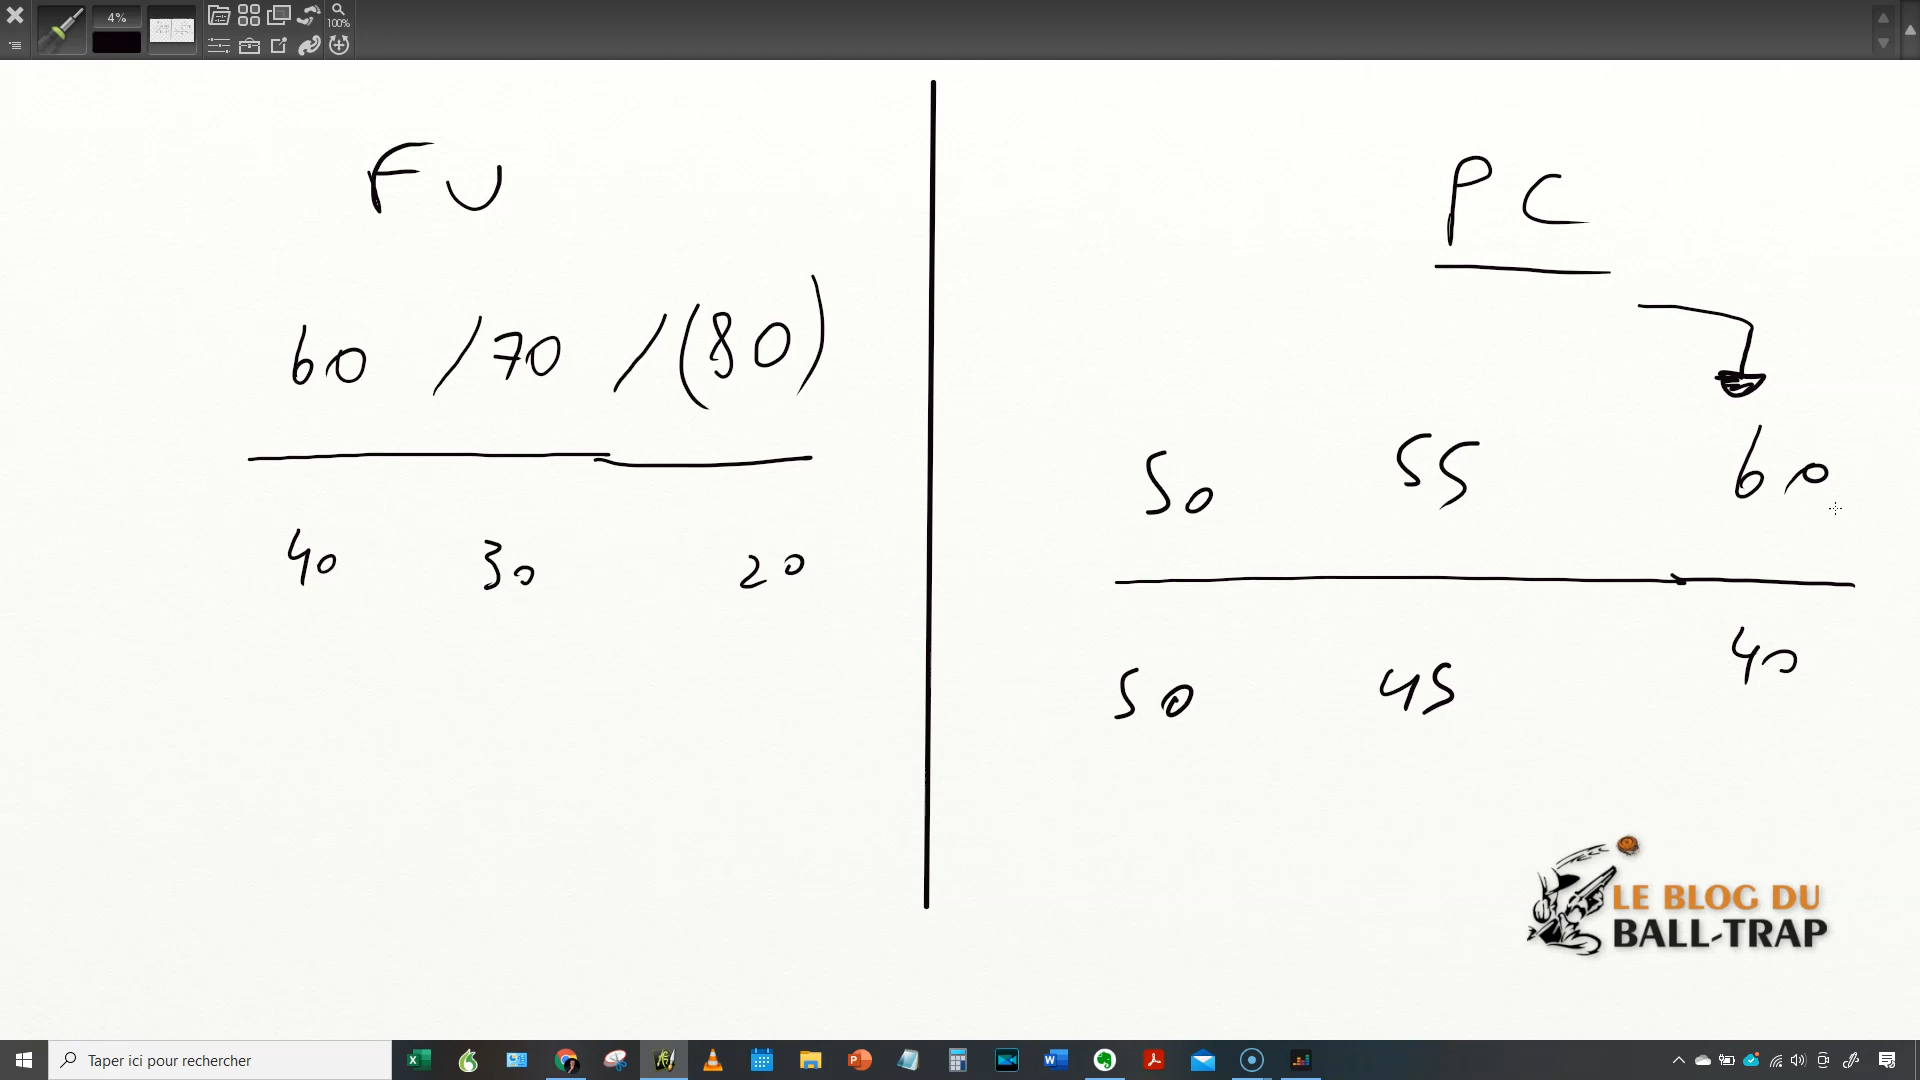 4%
100%
FU
60 /70 /(80)
40 30 20
PC
50 55 60
50 45 40
LE BLOG DU
BALL-TRAP
Taper ici pour rechercher